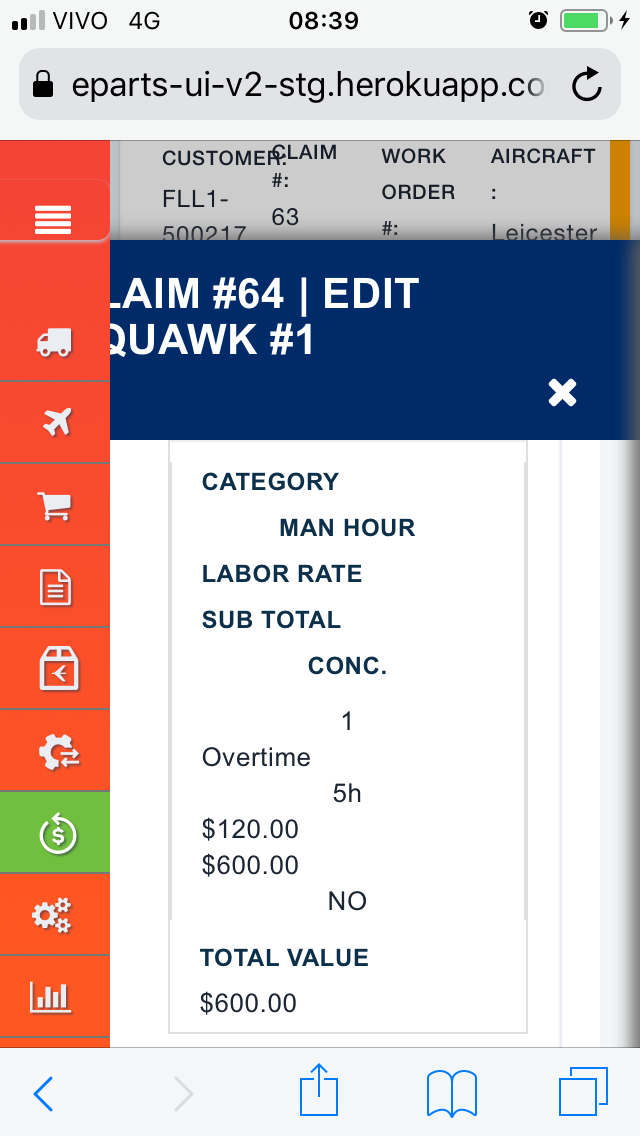 VIVO 4G 08:39
eparts-ui-v2-stg.herokuapp.co
CUSTOMER:
FLL1-
500217
CLAIM
#:
63
WORK
ORDER
#:
AIRCRAFT
:
Leicester
LAIM #64 | EDIT
QUAWK #1
CATEGORY
MAN HOUR
LABOR RATE
SUB TOTAL
CONC.
1
Overtime
5h
$120.00
$600.00
NO
TOTAL VALUE
$600.00